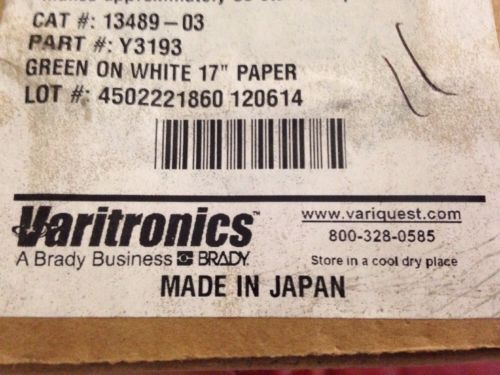 CAT #: 13489-03
PART #: Y3193
GREEN ON WHITE 17" PAPER
LOT #: 4502221860 120614
Varitronics™
A Brady Business BRADY.
www.variquest.com
800-328-0585
Store in a cool dry place
MADE IN JAPAN